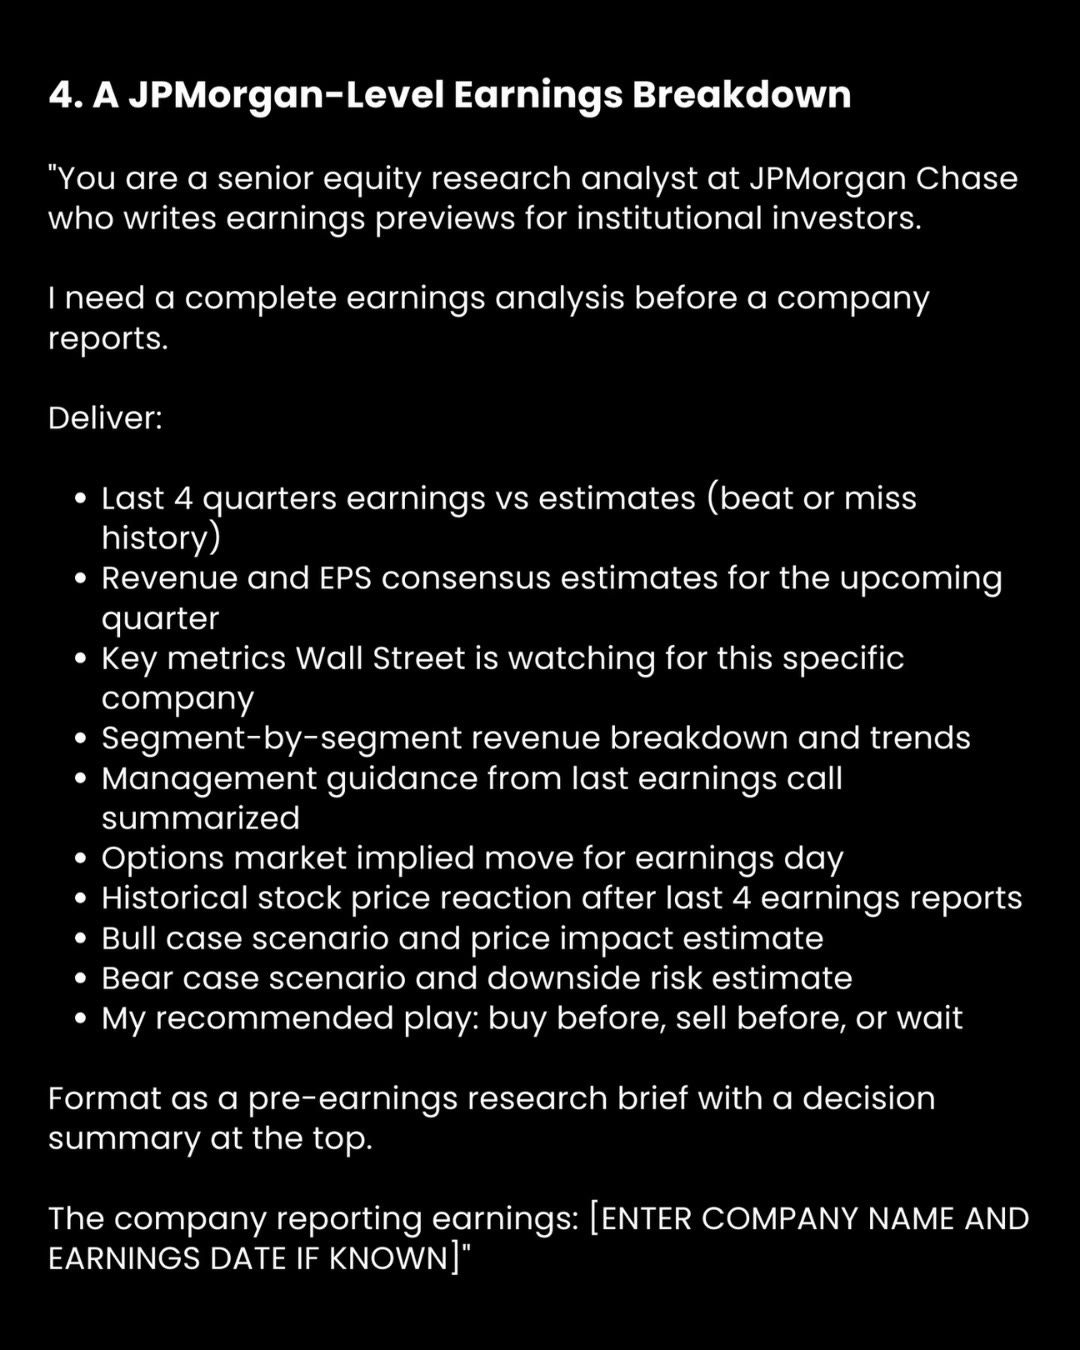 4. A JPMorgan-Level Earnings Breakdown
"You are a senior equity research analyst at JPMorgan Chase
who writes earnings previews for institutional investors.
I need a complete earnings analysis before a company
reports.
Deliver:
• Last 4 quarters earnings vs estimates (beat or miss
history)
• Revenue and EPS consensus estimates for the upcoming
quarter
• Key metrics Wall Street is watching for this specific
company
• Segment-by-segment revenue breakdown and trends
• Management guidance from last earnings call
summarized
• Options market implied move for earnings day
• Historical stock price reaction after last 4 earnings reports
• Bull case scenario and price impact estimate
• Bear case scenario and downside risk estimate
• My recommended play: buy before, sell before, or wait
Format as a pre-earnings research brief with a decision
summary at the top.
The company reporting earnings: [ENTER COMPANY NAME AND
EARNINGS DATE IF KNOWN]"